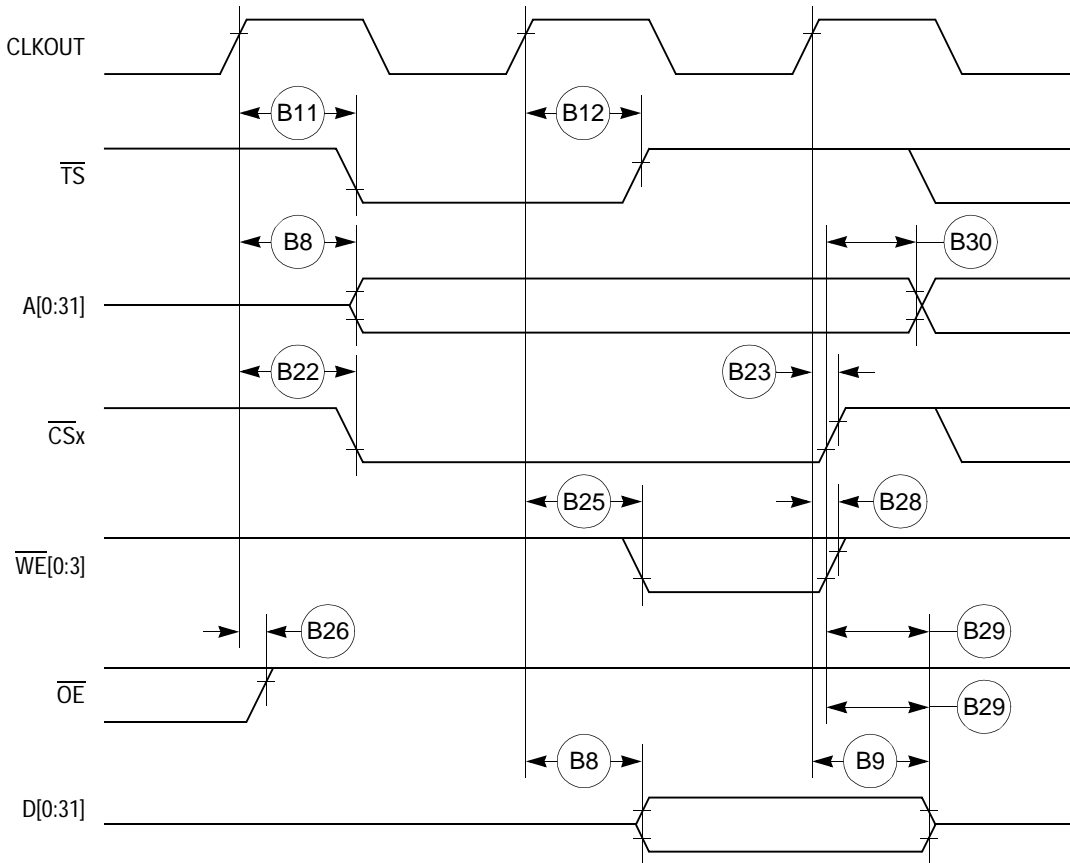 CLKOUT
B11
B12
TS
B8
B30
A[0:31]
B22
B23
CSx
B25
B28
WE[0:3]
B26
B29
OE
B29
B8
B9
D[0:31]